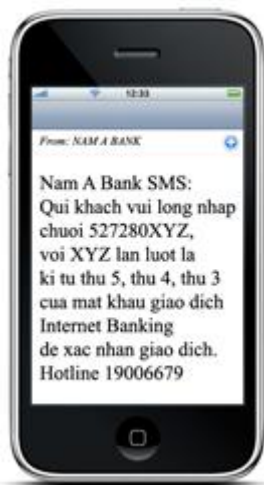 12:33
From: NAM A BANK
Nam A Bank SMS:
Qui khach vui long nhap
chuoi 527280XYZ,
voi XYZ lan luot la
ki tu thu 5, thu 4, thu 3
cua mat khau giao dich
Internet Banking
de xac nhan giao dich.
Hotline 19006679